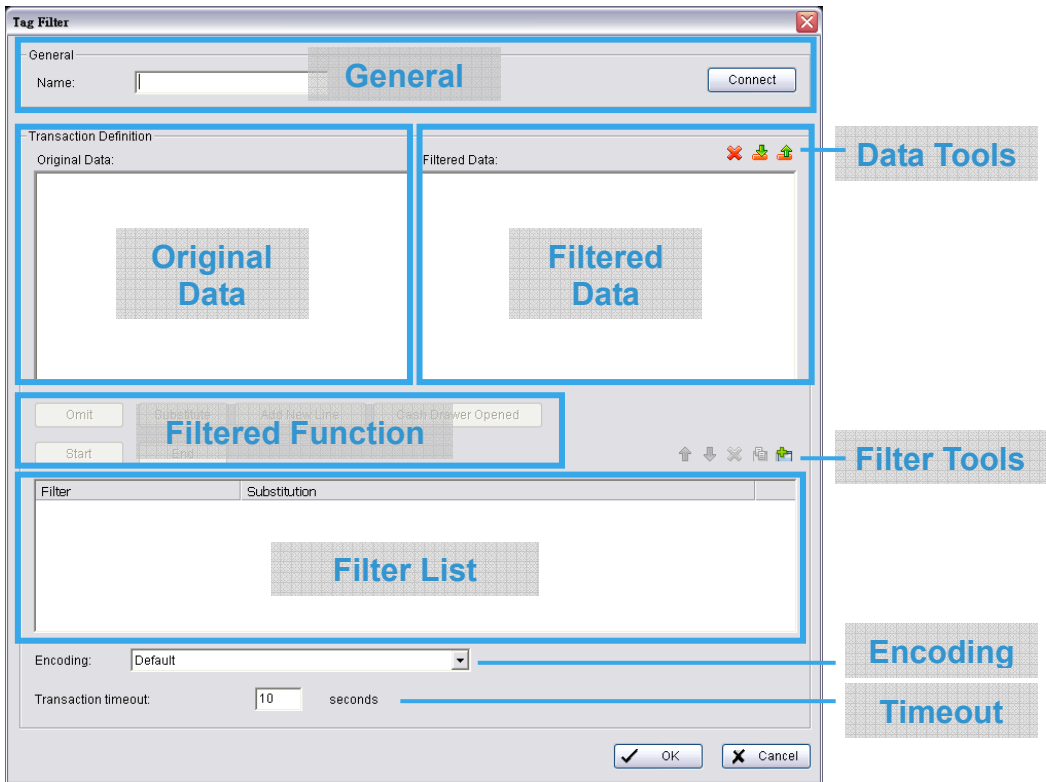 Tag Filter
General
Name:
General
Connect
Transaction Definition
Original Data:
Filtered Data:
Data Tools
Original
Data
Filtered
Data
Omit
Substitute
Add New Line
Cash Drawer Opened
Filtered Function
Start
End
Filter Tools
Filter
Substitution
Filter List
Encoding:
Default
Encoding
Transaction timeout:
10
seconds
Timeout
OK
Cancel